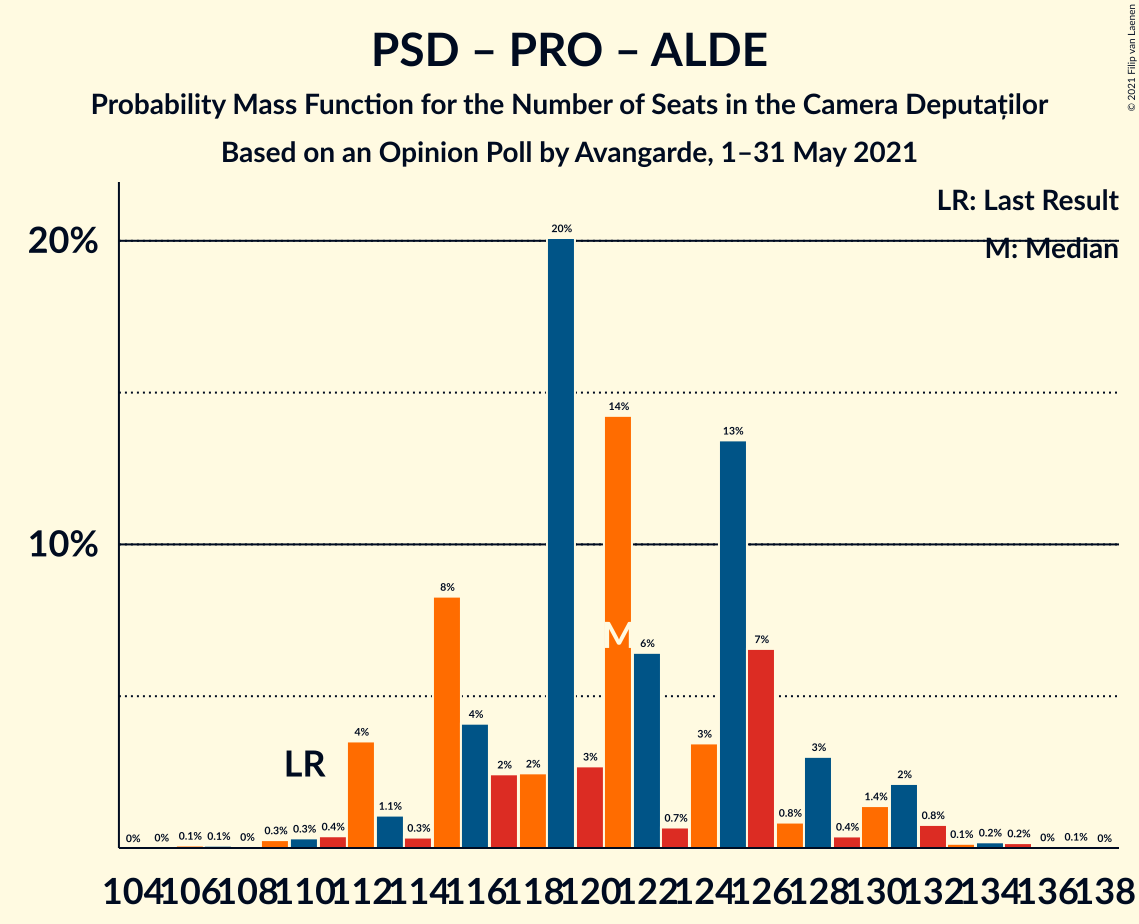 PSD – PRO – ALDE
Probability Mass Function for the Number of Seats in the Camera Deputaților
Based on an Opinion Poll by Avangarde, 1–31 May 2021
© 2021 Filip van Laenen
LR: Last Result
M: Median
20%
10%
0% 0% 0.1% 0.1% 0% 0.3% 0.3% 0.4% 4% 1.1% 0.3% 8% 4% 2% 2% 20% 3% 14% 6% 0.7% 3% 13% 7% 0.8% 3% 0.4% 1.4% 2% 0.8% 0.1% 0.2% 0.2% 0% 0.1% 0%
LR
M
104 106 108 110 112 114 116 118 120 122 124 126 128 130 132 134 136 138